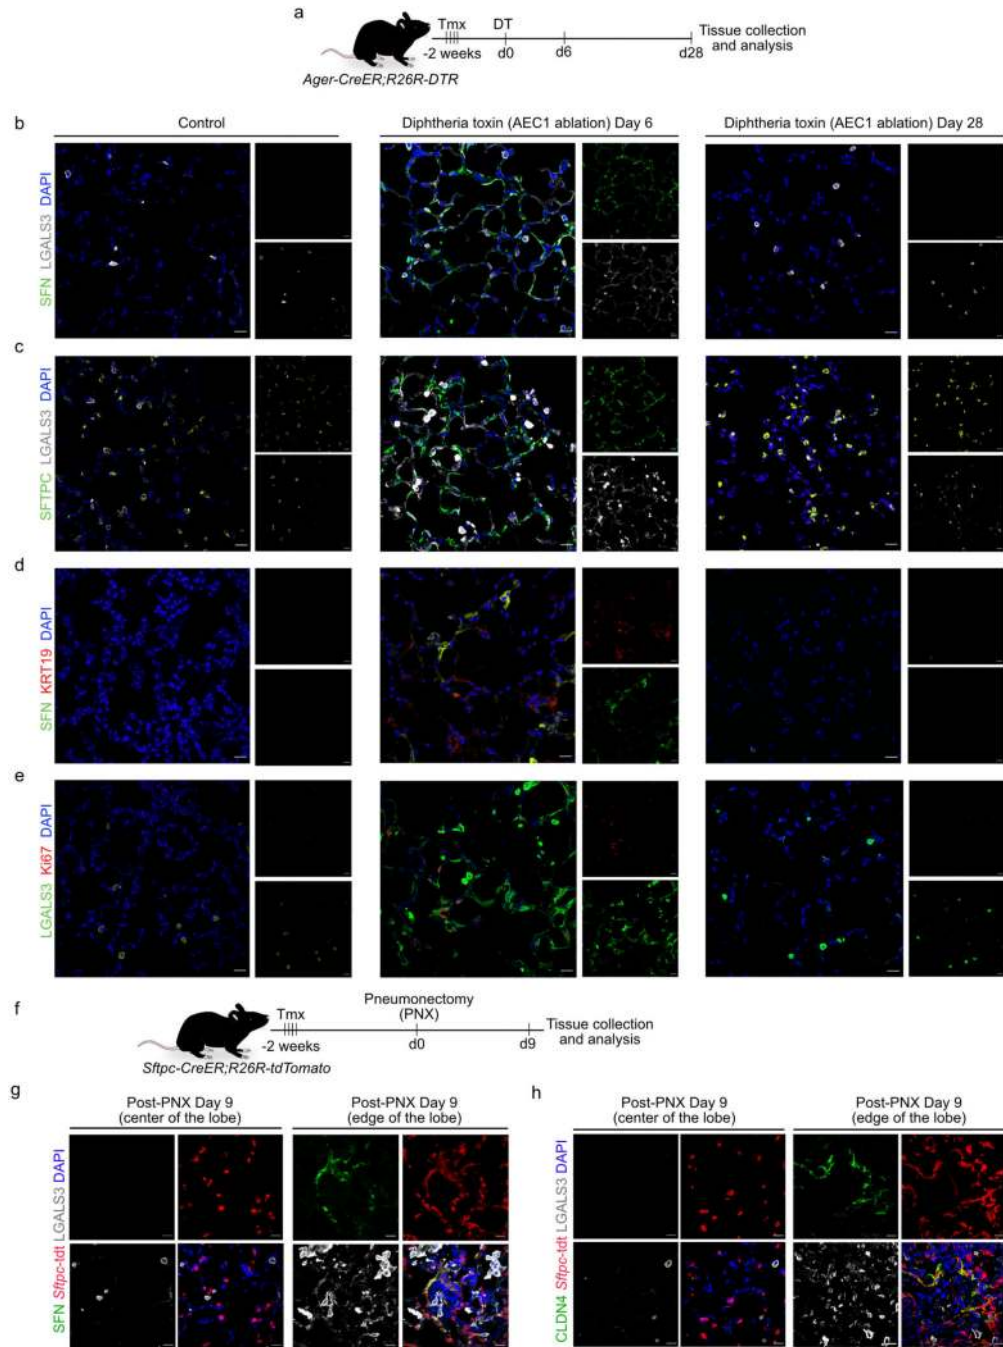 a
Tmx
DT
-2 weeks
d0
d6
d28
Tissue collection
and analysis
Ager-CreER;R26R-DTR
b
Control
Diphtheria toxin (AEC1 ablation) Day 6
Diphtheria toxin (AEC1 ablation) Day 28
SFN LGALS3 DAPI
c
SFTPC LGALS3 DAPI
d
SFN KRT19 DAPI
e
LGALS3 Ki67 DAPI
f
Tmx
Pneumonectomy
(PNX)
-2 weeks
d0
d9
Tissue collection
and analysis
Sftpc-CreER;R26R-tdTomato
g
Post-PNX Day 9
(center of the lobe)
Post-PNX Day 9
(edge of the lobe)
SFN Sftpc-tdt LGALS3 DAPI
h
Post-PNX Day 9
(center of the lobe)
Post-PNX Day 9
(edge of the lobe)
CLDN4 Sftpc-tdt LGALS3 DAPI